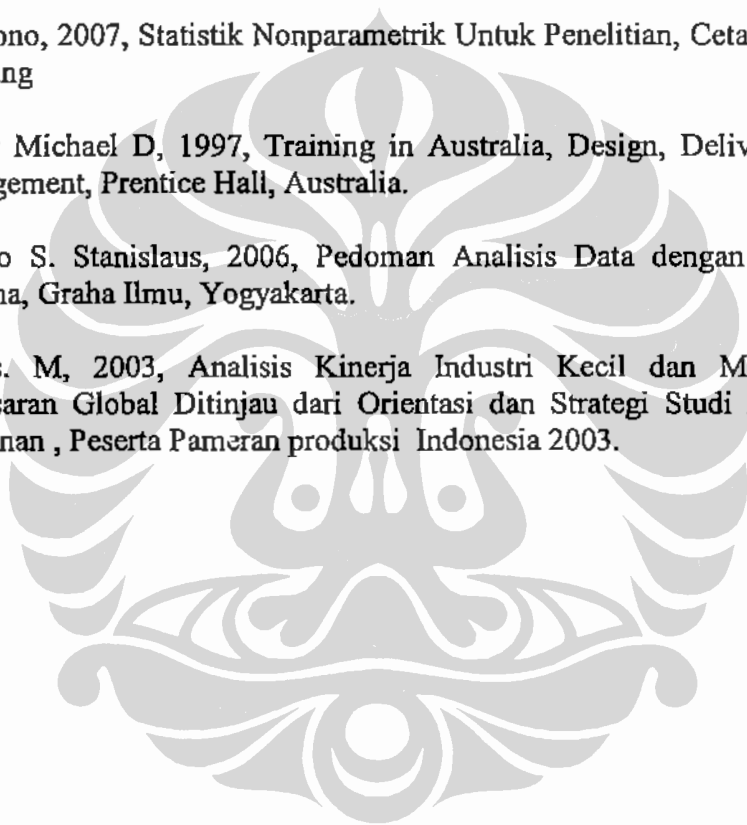 ono, 2007, Statistik Nonparametrik Untuk Penelitian, Ceta
ng
Michael D, 1997, Training in Australia, Design, Deliv
gement, Prentice Hall, Australia.
o S. Stanislaus, 2006, Pedoman Analisis Data dengan
na, Graha Ilmu, Yogyakarta.
s. M, 2003, Analisis Kinerja Industri Kecil dan M
saran Global Ditinjau dari Orientasi dan Strategi Studi
nan , Peserta Pameran produksi Indonesia 2003.